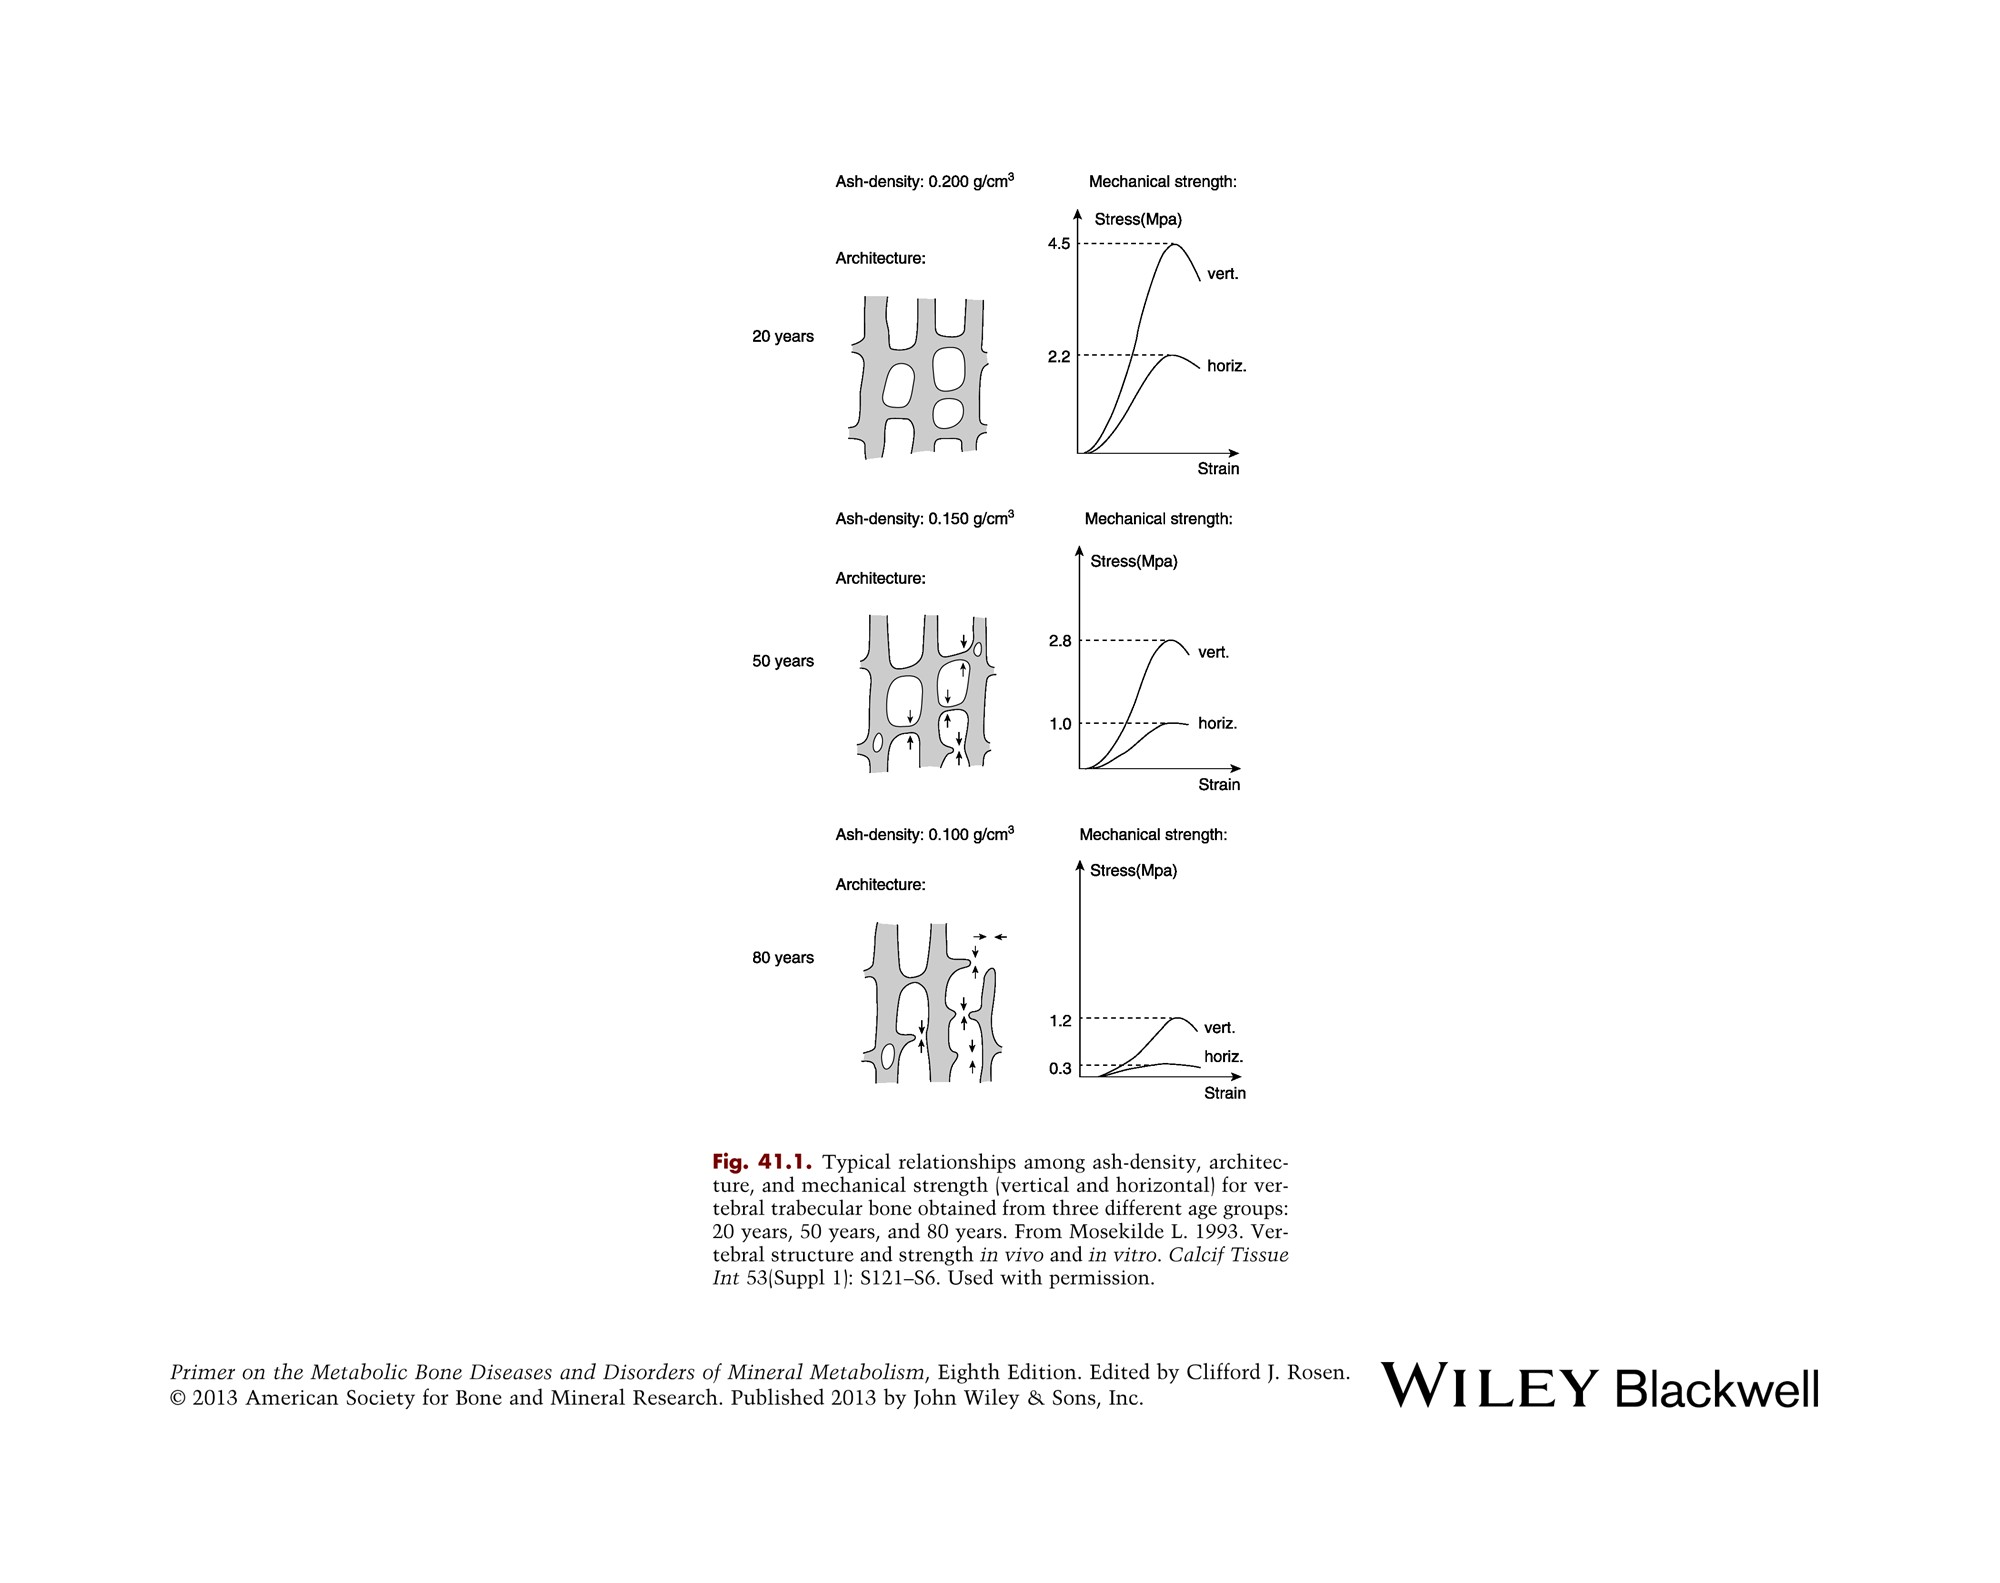 Ash-density: 0.200 g/cm³
Mechanical strength:
Stress(Mpa)
4.5
Architecture:
vert.
20 years
2.2
horiz.
Strain
Ash-density: 0.150 g/cm³
Mechanical strength:
Stress(Mpa)
Architecture:
2.8
vert.
50 years
1.0
horiz.
Strain
Ash-density: 0.100 g/cm³
Mechanical strength:
Stress(Mpa)
Architecture:
80 years
1.2
vert.
horiz.
0.3
Strain
Fig. 41.1. Typical relationships among ash-density, architec-
ture, and mechanical strength (vertical and horizontal) for ver-
tebral trabecular bone obtained from three different age groups:
20 years, 50 years, and 80 years. From Mosekilde L. 1993. Ver-
tebral structure and strength in vivo and in vitro. Calcif Tissue
Int 53(Suppl 1): S121–S6. Used with permission.
Primer on the Metabolic Bone Diseases and Disorders of Mineral Metabolism, Eighth Edition. Edited by Clifford J. Rosen.
© 2013 American Society for Bone and Mineral Research. Published 2013 by John Wiley & Sons, Inc.
WILEY Blackwell